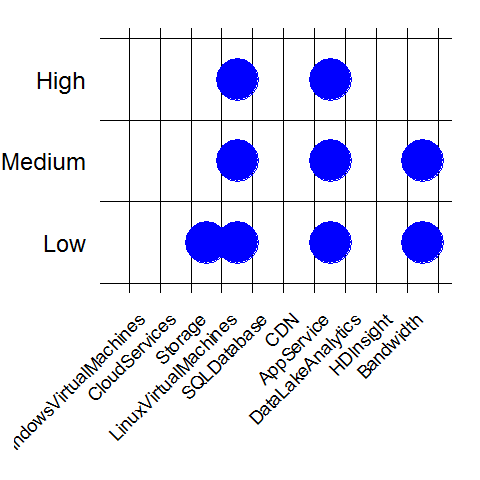 High
Medium
Low
ndowsVirtualMachines
CloudServices
Storage
LinuxVirtualMachines
SQLDatabase
CDN
AppService
DataLakeAnalytics
HDInsight
Bandwidth